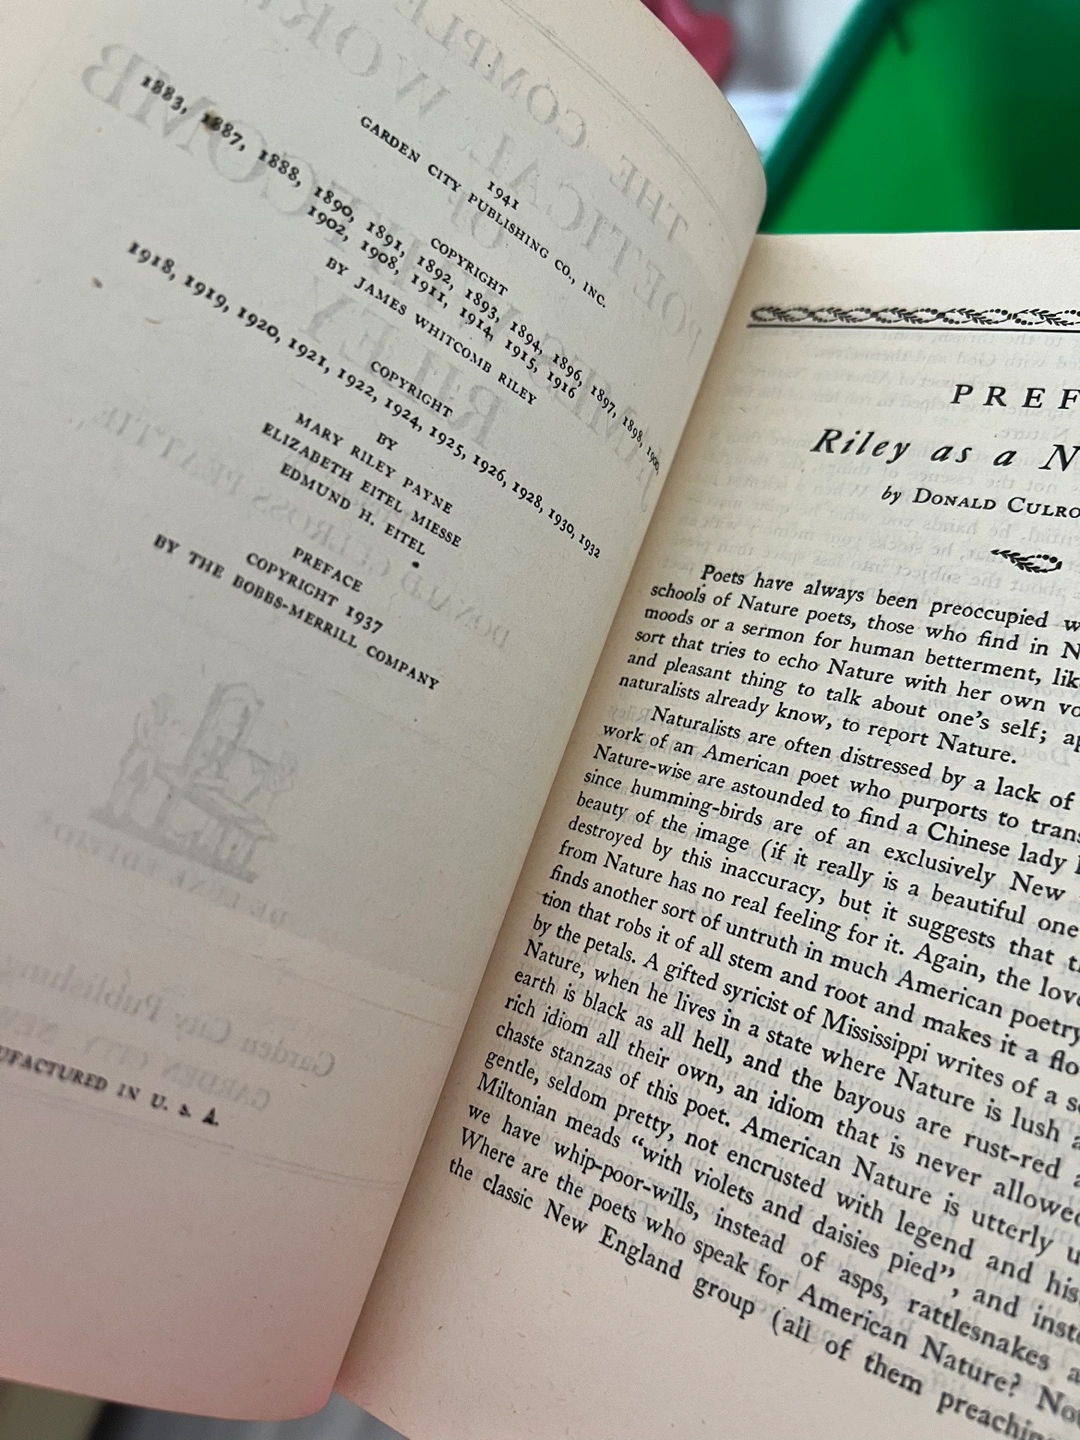 1941
GARDEN CITY PUBLISHING CO., INC.
COPYRIGHT
1883, 1887, 1888, 1890, 1891, 1892, 1893, 1894, 1896, 1897, 1898, 1900
1902, 1908, 1911, 1914, 1915, 1916
BY JAMES WHITCOMB RILEY
COPYRIGHT
1918, 1919, 1920, 1921, 1922, 1924, 1925, 1926, 1928, 1930, 1932
BY
MARY RILEY PAYNE
ELIZABETH EITEL MIESSE
EDMUND H. EITEL
PREFACE
COPYRIGHT 1937
BY THE BOBBS-MERRILL COMPANY
UFACTURED IN U. S. A.
PREF
Riley as a N
by DONALD CULRO
Poets have always been preoccupied w
schools of Nature poets, those who find in N
moods or a sermon for human betterment, lik
sort that tries to echo Nature with her own vo
and pleasant thing to talk about one's self; ap
naturalists already know, to report Nature.
Naturalists are often distressed by a lack of
work of an American poet who purports to trans
Nature-wise are astounded to find a Chinese lady
since humming-birds are of an exclusively New
beauty of the image (if it really is a beautiful one
destroyed by this inaccuracy, but it suggests that th
from Nature has no real feeling for it. Again, the love
finds another sort of untruth in much American poetry
tion that robs it of all stem and root and makes it a flo
by the petals. A gifted syricist of Mississippi writes of a so
Nature, when he lives in a state where Nature is lush a
earth is black as all hell, and the bayous are rust-red a
rich idiom all their own, an idiom that is never allowed
chaste stanzas of this poet. American Nature is utterly u
gentle, seldom pretty, not encrusted with legend and his
Miltonian meads "with violets and daisies pied", and inste
we have whip-poor-wills, instead of asps, rattlesnakes a
Where are the poets who speak for American Nature? No
the classic New England group (all of them preaching